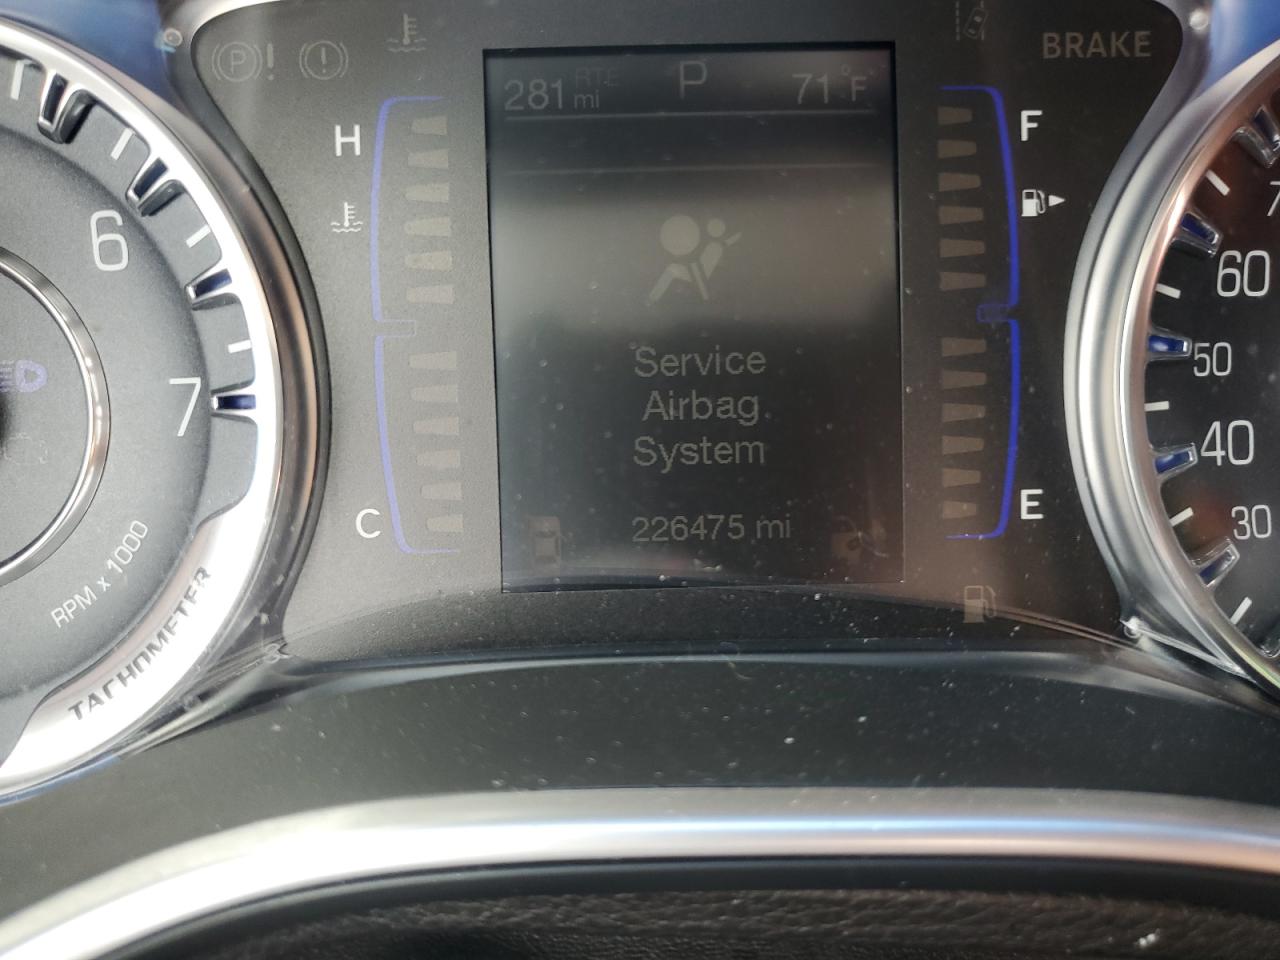 BRAKE
281 mi RTE
P
71°F
H
F
6
7
60
50
40
30
Service
Airbag
System
226475 mi
C
E
RPM x 1000
TACHOMETER